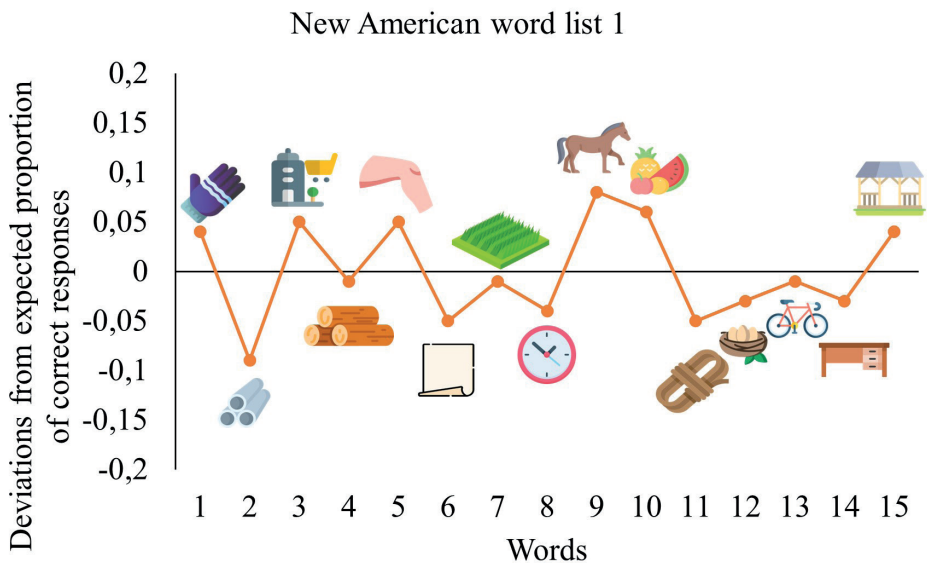 New American word list 1
Deviations from expected proportion
of correct responses
0,2
0,15
0,1
0,05
0
-0,05
-0,1
-0,15
-0,2
1 2 3 4 5 6 7 8 9 10 11 12 13 14 15
Words